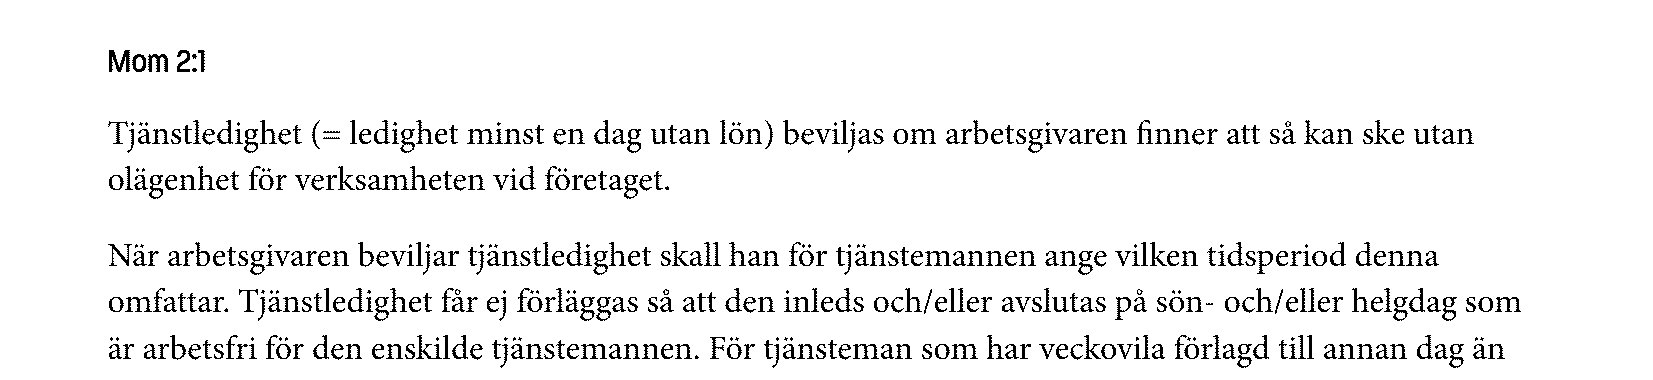 Mom 2:1
Tjänstledighet (= ledighet minst en dag utan lön) beviljas om arbetsgivaren finner att så kan ske utan
olägenhet för verksamheten vid företaget.
När arbetsgivaren beviljar tjänstledighet skall han för tjänstemannen ange vilken tidsperiod denna
omfattar. Tjänstledighet får ej förläggas så att den inleds och/eller avslutas på sön- och/eller helgdag som
är arbetsfri för den enskilde tjänstemannen. För tjänsteman som har veckovila förlagd till annan dag än